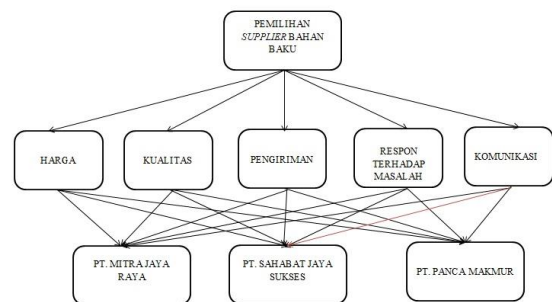 PEMILIHAN
SUPPLIER BAHAN
BAKU
HARGA
KUALITAS
PENGIRIMAN
RESPON
TERHADAP
MASALAH
KOMUNIKASI
PT. MITRA JAYA
RAYA
PT. SAHABAT JAYA
SUKSES
PT. PANCA MAKMUR